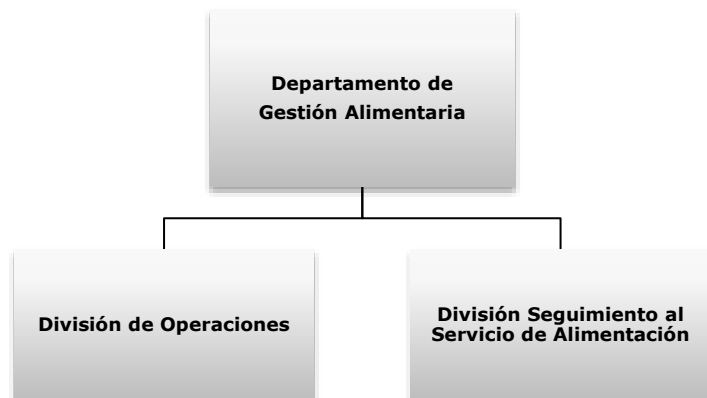 Departamento de
Gestión Alimentaria
División de Operaciones
División Seguimiento al
Servicio de Alimentación